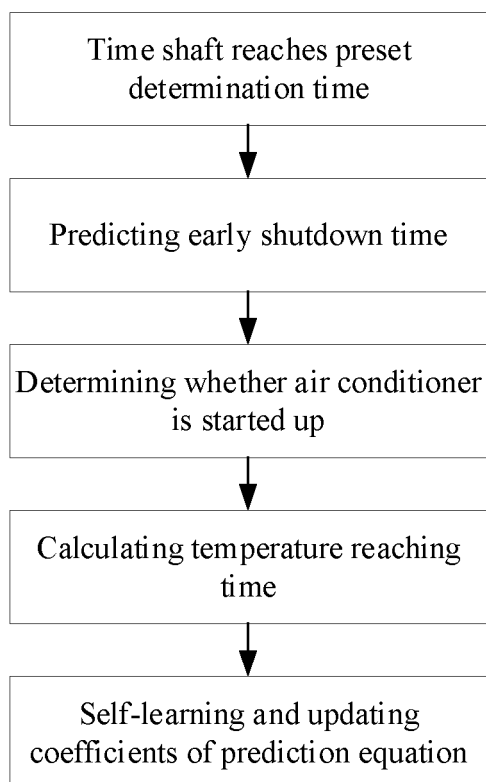 Time shaft reaches preset
determination time
Predicting early shutdown time
Determining whether air conditioner
is started up
Calculating temperature reaching
time
Self-learning and updating
coefficients of prediction equation